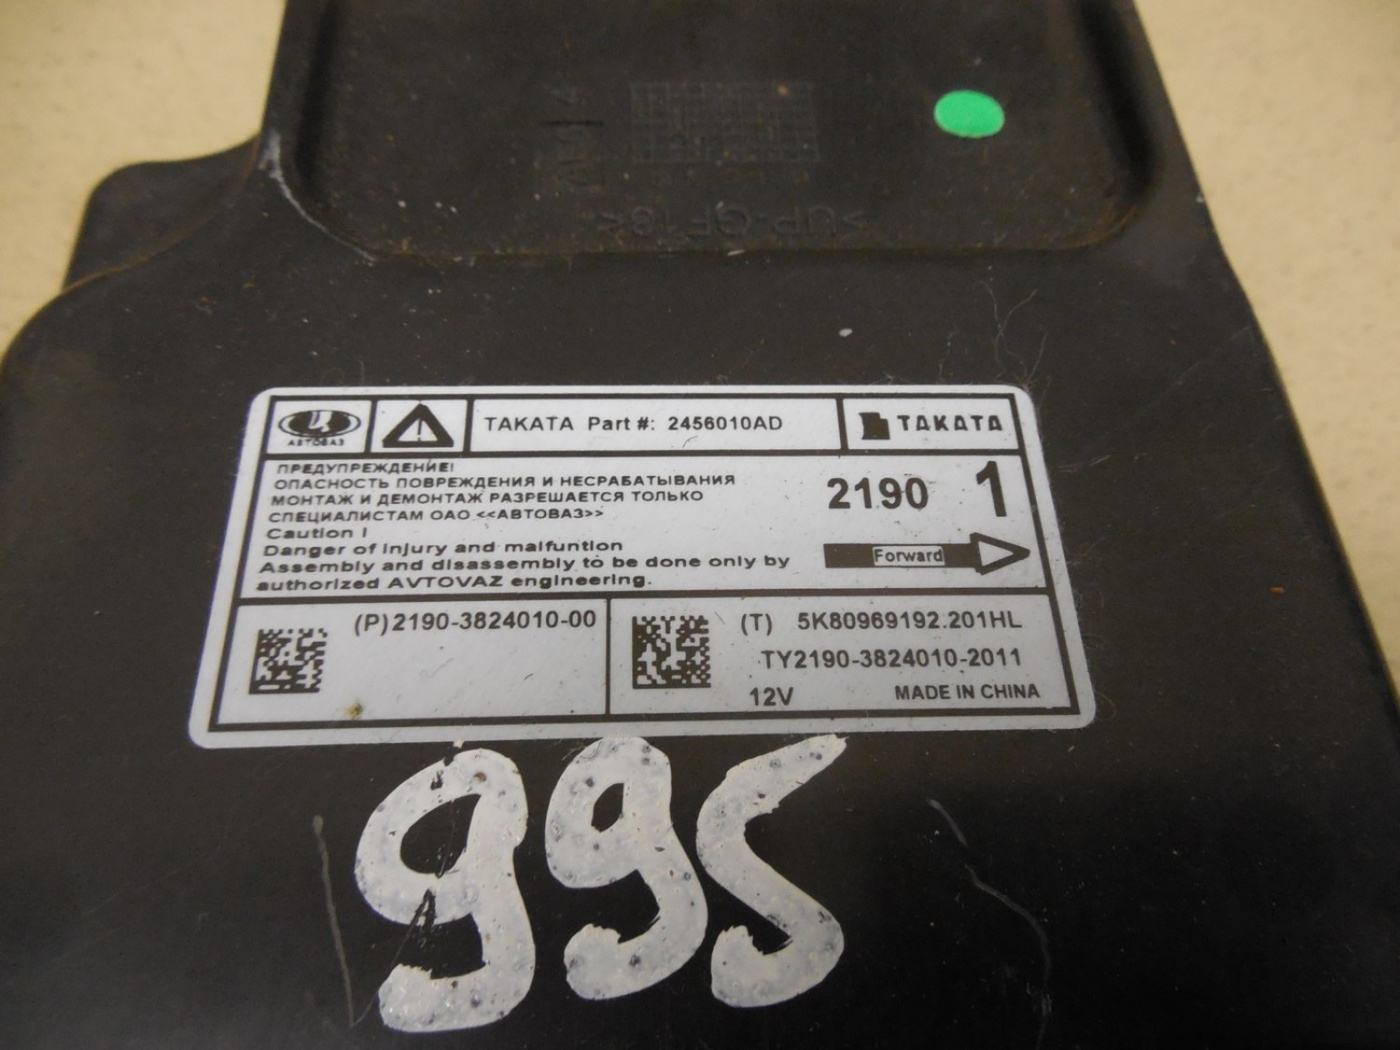 >UP-GF13<
АВТОВАЗ
TAKATA Part #: 2456010AD
TAKATA
ПРЕДУПРЕЖДЕНИЕ!
ОПАСНОСТЬ ПОВРЕЖДЕНИЯ И НЕСРАБАТЫВАНИЯ
МОНТАЖ И ДЕМОНТАЖ РАЗРЕШАЕТСЯ ТОЛЬКО
СПЕЦИАЛИСТАМ ОАО <<АВТОВАЗ>>
Caution !
Danger of injury and malfuntion
Assembly and disassembly to be done only by
authorized AVTOVAZ engineering.
2190 1
Forward
(P)2190-3824010-00
(T) 5K80969192.201HL
TY2190-3824010-2011
12V MADE IN CHINA
995